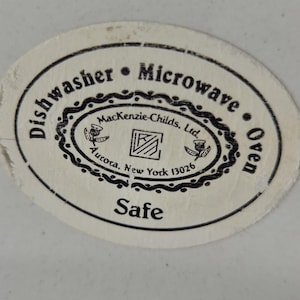 Dishwasher • Microwave • Oven
MacKenzie-Childs, Ltd.
Aurora, New York 13026
Safe